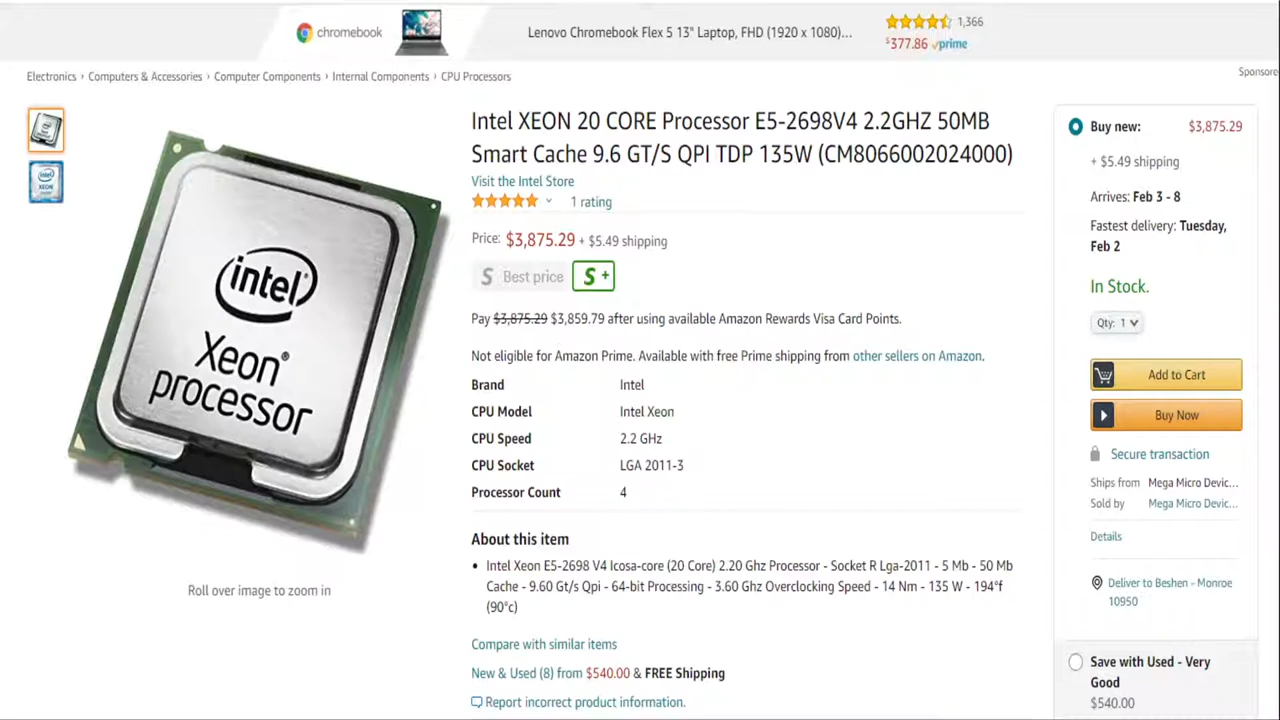 chromebook
Lenovo Chromebook Flex 5 13" Laptop, FHD (1920 x 1080)...
1,366
$377.86 prime
Electronics › Computers & Accessories › Computer Components › Internal Components › CPU Processors
Sponsore
Intel XEON 20 CORE Processor E5-2698V4 2.2GHZ 50MB
Smart Cache 9.6 GT/S QPI TDP 135W (CM8066002024000)
Visit the Intel Store
1 rating
Price: $3,875.29 + $5.49 shipping
S Best price S +
Pay $3,875.29 $3,859.79 after using available Amazon Rewards Visa Card Points.
Not eligible for Amazon Prime. Available with free Prime shipping from other sellers on Amazon.
Brand Intel
CPU Model Intel Xeon
CPU Speed 2.2 GHz
CPU Socket LGA 2011-3
Processor Count 4
About this item
• Intel Xeon E5-2698 V4 Icosa-core (20 Core) 2.20 Ghz Processor - Socket R Lga-2011 - 5 Mb - 50 Mb
Cache - 9.60 Gt/s Qpi - 64-bit Processing - 3.60 Ghz Overclocking Speed - 14 Nm - 135 W - 194°f
(90°c)
Compare with similar items
New & Used (8) from $540.00 & FREE Shipping
Report incorrect product information.
intel®
Xeon®
processor
Roll over image to zoom in
Buy new: $3,875.29
+ $5.49 shipping
Arrives: Feb 3 - 8
Fastest delivery: Tuesday,
Feb 2
In Stock.
Qty: 1
Add to Cart
Buy Now
Secure transaction
Ships from Mega Micro Devic...
Sold by Mega Micro Devic...
Details
Deliver to Beshen - Monroe
10950
Save with Used - Very
Good
$540.00